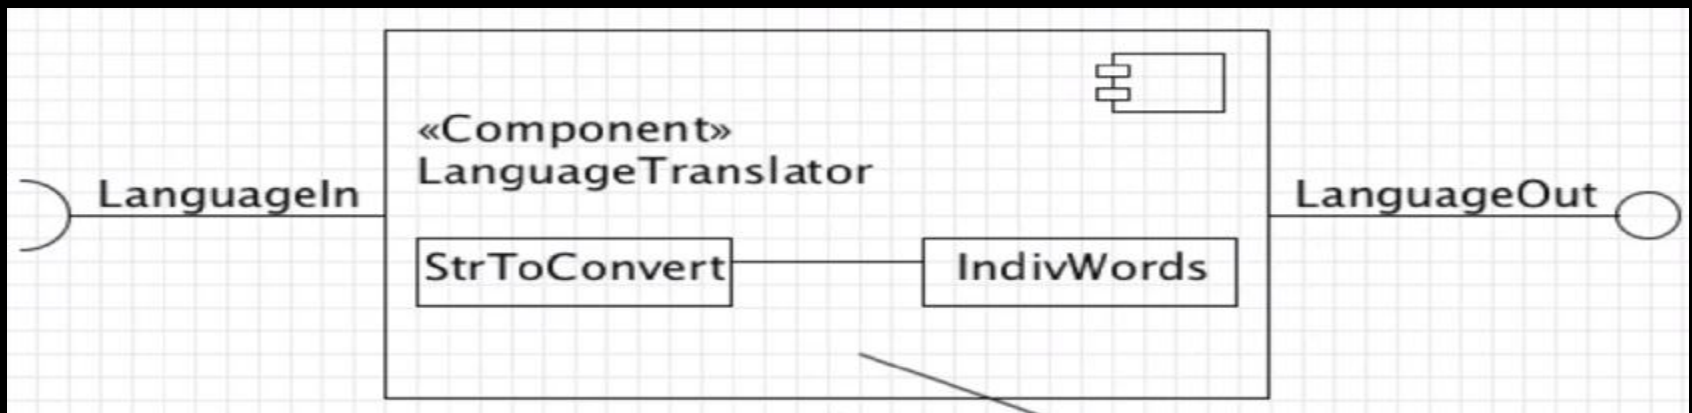 «Component»
LanguageTranslator
LanguageIn
LanguageOut
StrToConvert
IndivWords